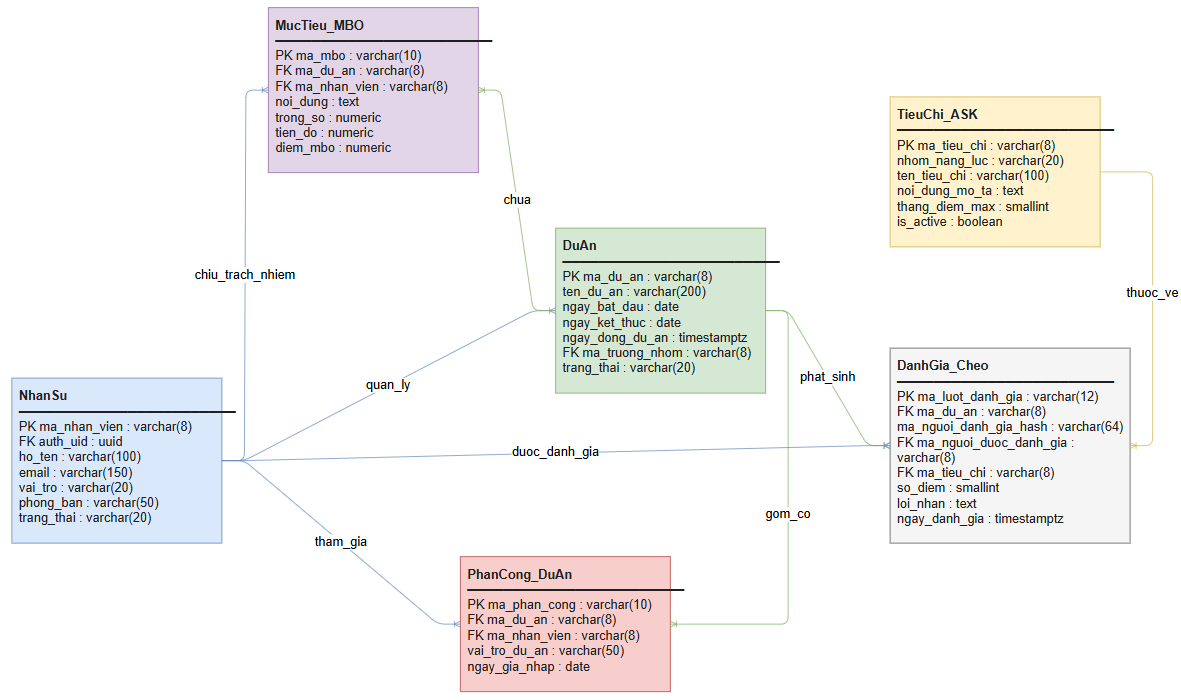 MucTieu_MBO
PK ma_mbo : varchar(10)
FK ma_du_an : varchar(8)
FK ma_nhan_vien : varchar(8)
noi_dung : text
trong_so : numeric
tien_do : numeric
diem_mbo : numeric
TieuChi_ASK
PK ma_tieu_chi : varchar(8)
nhom_nang_luc : varchar(20)
ten_tieu_chi : varchar(100)
noi_dung_mo_ta : text
thang_diem_max : smallint
is_active : boolean
chua
DuAn
PK ma_du_an : varchar(8)
ten_du_an : varchar(200)
ngay_bat_dau : date
ngay_ket_thuc : date
ngay_dong_du_an : timestamptz
FK ma_truong_nhom : varchar(8)
trang_thai : varchar(20)
chiu_trach_nhiem
thuoc_ve
quan_ly
phat_sinh
NhanSu
PK ma_nhan_vien : varchar(8)
FK auth_uid : uuid
ho_ten : varchar(100)
email : varchar(150)
vai_tro : varchar(20)
phong_ban : varchar(50)
trang_thai : varchar(20)
DanhGia_Cheo
PK ma_luot_danh_gia : varchar(12)
FK ma_du_an : varchar(8)
ma_nguoi_danh_gia_hash : varchar(64)
FK ma_nguoi_duoc_danh_gia :
varchar(8)
FK ma_tieu_chi : varchar(8)
so_diem : smallint
loi_nhan : text
ngay_danh_gia : timestamptz
duoc_danh_gia
gom_co
tham_gia
PhanCong_DuAn
PK ma_phan_cong : varchar(10)
FK ma_du_an : varchar(8)
FK ma_nhan_vien : varchar(8)
vai_tro_du_an : varchar(50)
ngay_gia_nhap : date